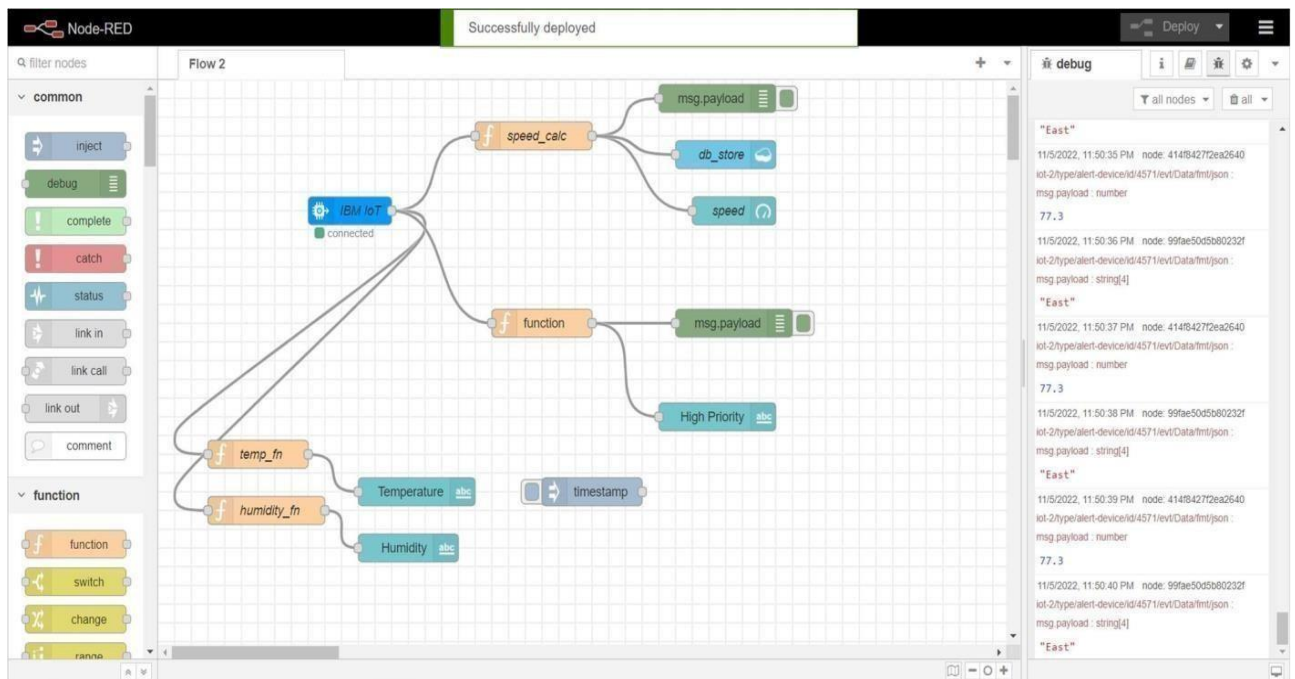 Node-RED
Successfully deployed
Deploy
filter nodes
Flow 2
debug
i
common
all nodes
all
inject
debug
complete
catch
status
link in
link call
link out
comment
function
function
switch
change
range
speed_calc
msg.payload
db_store
speed
IBM IoT
connected
function
msg.payload
High Priority
abc
temp_fn
Temperature
abc
timestamp
humidity_fn
Humidity
abc
"East"
11/5/2022, 11:50:35 PM node: 414f8427f2ea2640
iot-2/type/alert-device/id/4571/evt/Data/fmt/json :
msg.payload : number
77.3
11/5/2022, 11:50:36 PM node: 99fae50d5b80232f
iot-2/type/alert-device/id/4571/evt/Data/fmt/json :
msg.payload : string[4]
"East"
11/5/2022, 11:50:37 PM node: 414f8427f2ea2640
iot-2/type/alert-device/id/4571/evt/Data/fmt/json :
msg.payload : number
77.3
11/5/2022, 11:50:38 PM node: 99fae50d5b80232f
iot-2/type/alert-device/id/4571/evt/Data/fmt/json :
msg.payload : string[4]
"East"
11/5/2022, 11:50:39 PM node: 414f8427f2ea2640
iot-2/type/alert-device/id/4571/evt/Data/fmt/json :
msg.payload : number
77.3
11/5/2022, 11:50:40 PM node: 99fae50d5b80232f
iot-2/type/alert-device/id/4571/evt/Data/fmt/json :
msg.payload : string[4]
"East"